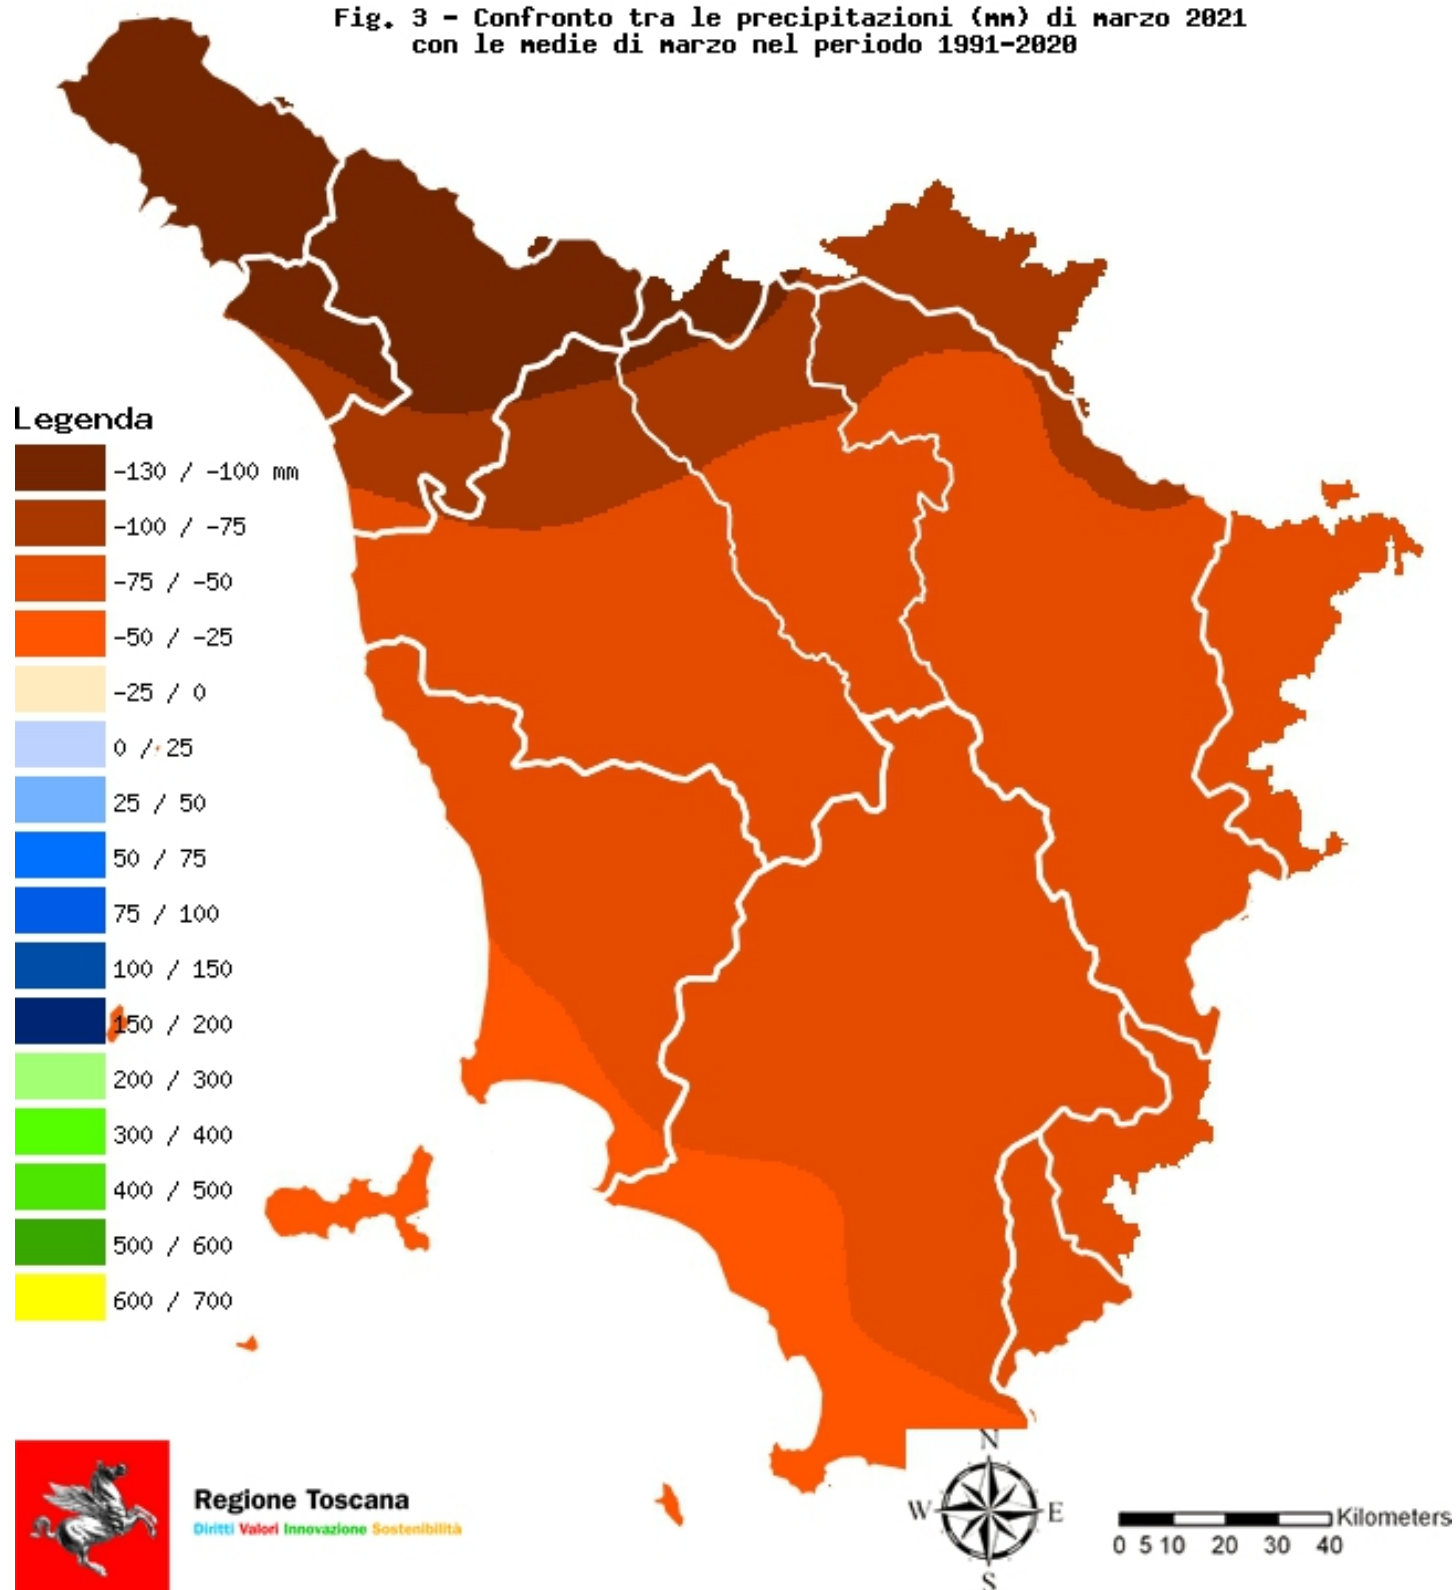 Fig. 3 - Confronto tra le precipitazioni (mm) di marzo 2021
con le medie di marzo nel periodo 1991-2020
Legenda
-130 / -100 mm
-100 / -75
-75 / -50
-50 / -25
-25 / 0
0 / 25
25 / 50
50 / 75
75 / 100
100 / 150
150 / 200
200 / 300
300 / 400
400 / 500
500 / 600
600 / 700
Regione Toscana
Diritti Valori Innovazione Sostenibilità
N
W E
S
Kilometers
0 5 10 20 30 40